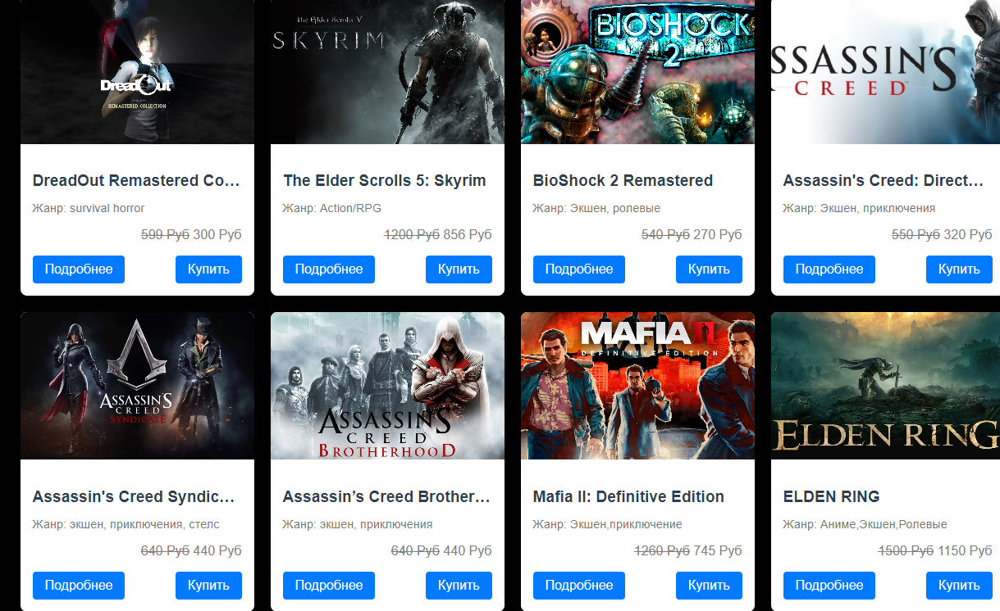 DreadOut
REMASTERED COLLECTION
The Elder Scrolls V
SKYRIM
BIOSHOCK
2
ASSASSIN'S
CREED
DreadOut Remastered Co...
Жанр: survival horror
599 Руб 300 Руб
Подробнее
Купить
The Elder Scrolls 5: Skyrim
Жанр: Action/RPG
1200 Руб 856 Руб
Подробнее
Купить
BioShock 2 Remastered
Жанр: Экшен, ролевые
540 Руб 270 Руб
Подробнее
Купить
Assassin's Creed: Direct...
Жанр: Экшен, приключения
550 Руб 320 Руб
Подробнее
Купить
ASSASSIN'S
CREED
SYNDICATE
ASSASSIN'S
CREED
BROTHERHOOD
MAFIA II
DEFINITIVE EDITION
ELDEN RING
Assassin's Creed Syndic...
Жанр: экшен, приключения, стелс
640 Руб 440 Руб
Подробнее
Купить
Assassin’s Creed Brother...
Жанр: экшен, приключения
640 Руб 440 Руб
Подробнее
Купить
Mafia II: Definitive Edition
Жанр: Экшен,приключение
1260 Руб 745 Руб
Подробнее
Купить
ELDEN RING
Жанр: Аниме,Экшен,Ролевые
1500 Руб 1150 Руб
Подробнее
Купить